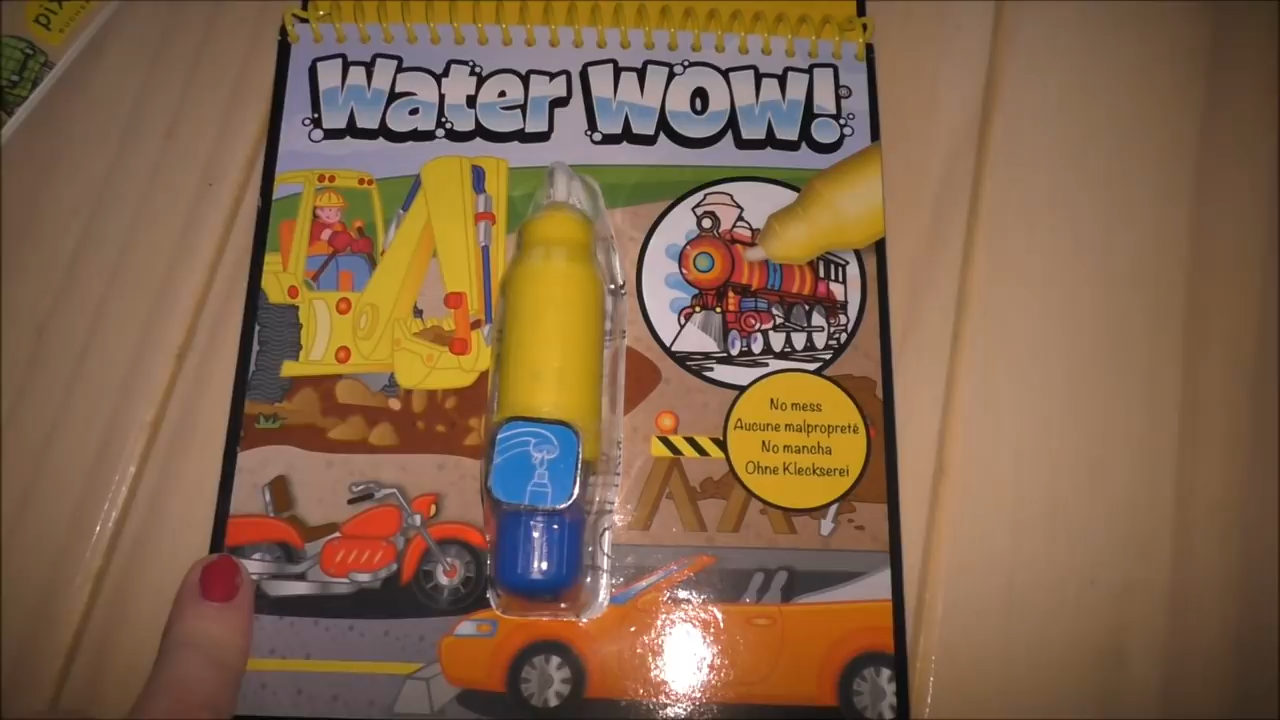 Water WOW!®
No mess
Aucune malpropreté
No mancha
Ohne Kleckserei